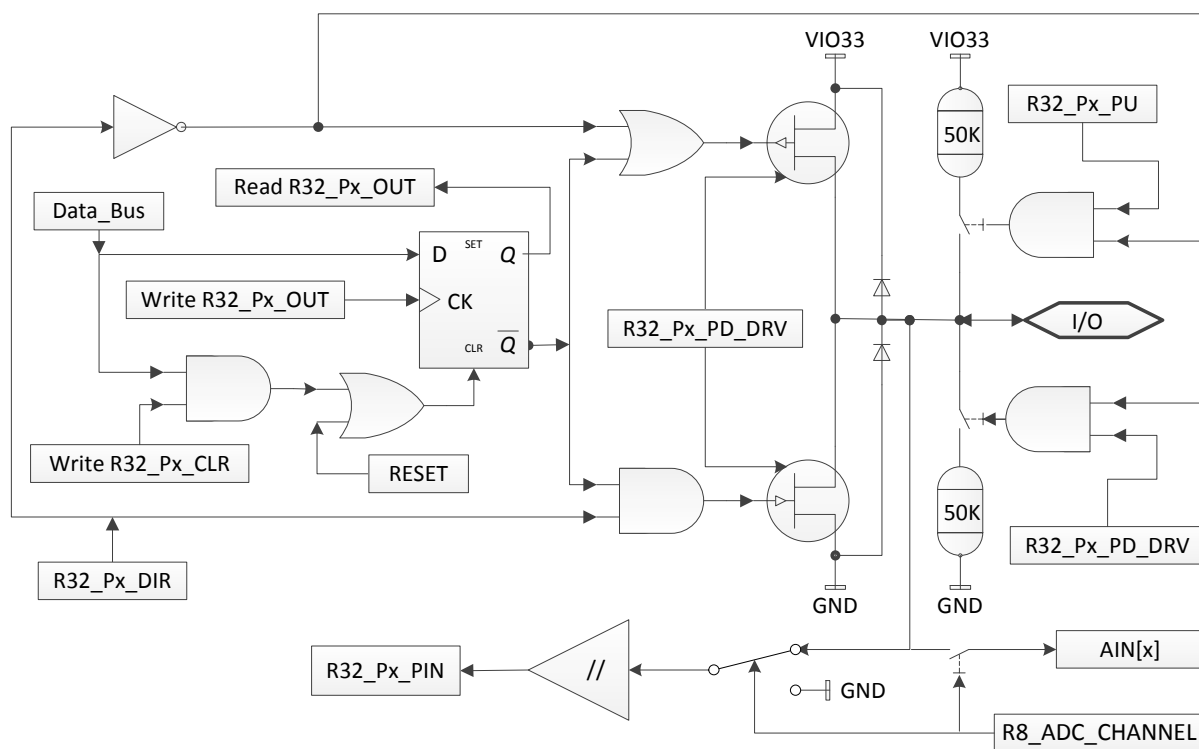 VIO33
VIO33
R32_Px_PU
50K
Read R32_Px_OUT
Data_Bus
D
SET
Q
Write R32_Px_OUT
CK
R32_Px_PD_DRV
I/O
CLR
Q
Write R32_Px_CLR
RESET
50K
R32_Px_PD_DRV
R32_Px_DIR
GND
GND
R32_Px_PIN
//
AIN[x]
GND
R8_ADC_CHANNEL